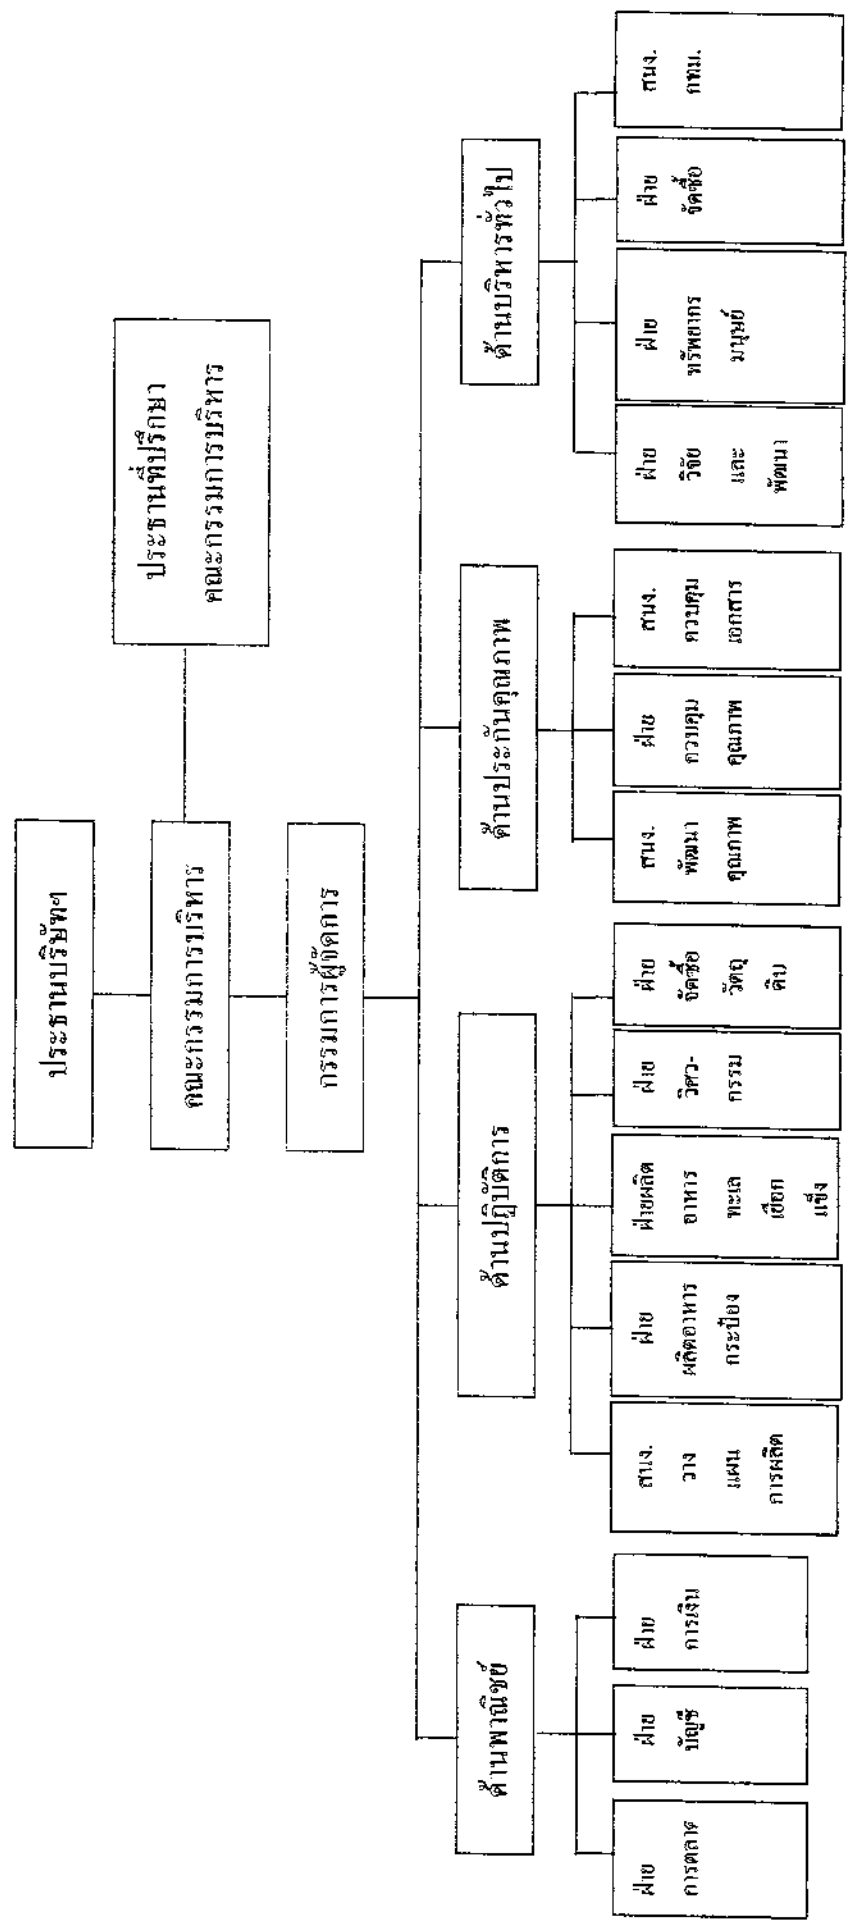 ประธานบริษัทฯ
คณะกรรมการบริหาร
ประธานที่ปรึกษา
คณะกรรมการบริหาร
กรรมการผู้จัดการ
ด้านพาณิชย์
ด้านปฏิบัติการ
ด้านประกันคุณภาพ
ด้านบริหารทั่วไป
ฝ่าย
การตลาด
ฝ่าย
บัญชี
ฝ่าย
การเงิน
สนง.
วาง
แผน
การผลิต
ฝ่าย
ผลิตอาหาร
กระป๋อง
ฝ่ายผลิต
อาหาร
ทะเล
เยือก
แข็ง
ฝ่าย
วิศว-
กรรม
ฝ่าย
จัดซื้อ
วัตถุ
ดิบ
สนง.
พัฒนา
คุณภาพ
ฝ่าย
ควบคุม
คุณภาพ
สนง.
ควบคุม
เอกสาร
ฝ่าย
วิจัย
และ
พัฒนา
ฝ่าย
ทรัพยากร
มนุษย์
ฝ่าย
จัดซื้อ
สนง.
กทม.